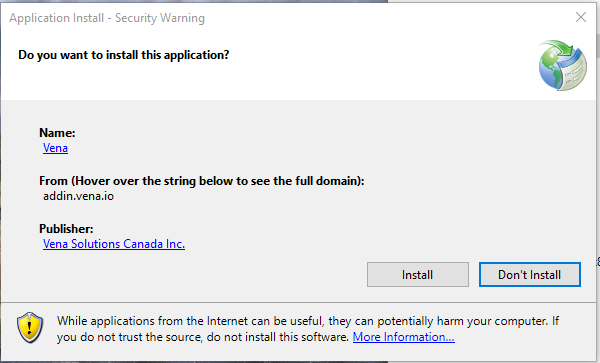 Application Install - Security Warning
Do you want to install this application?
Name:
Vena
From (Hover over the string below to see the full domain):
addin.vena.io
Publisher:
Vena Solutions Canada Inc.
Install
Don't Install
While applications from the Internet can be useful, they can potentially harm your computer. If
you do not trust the source, do not install this software. More Information...